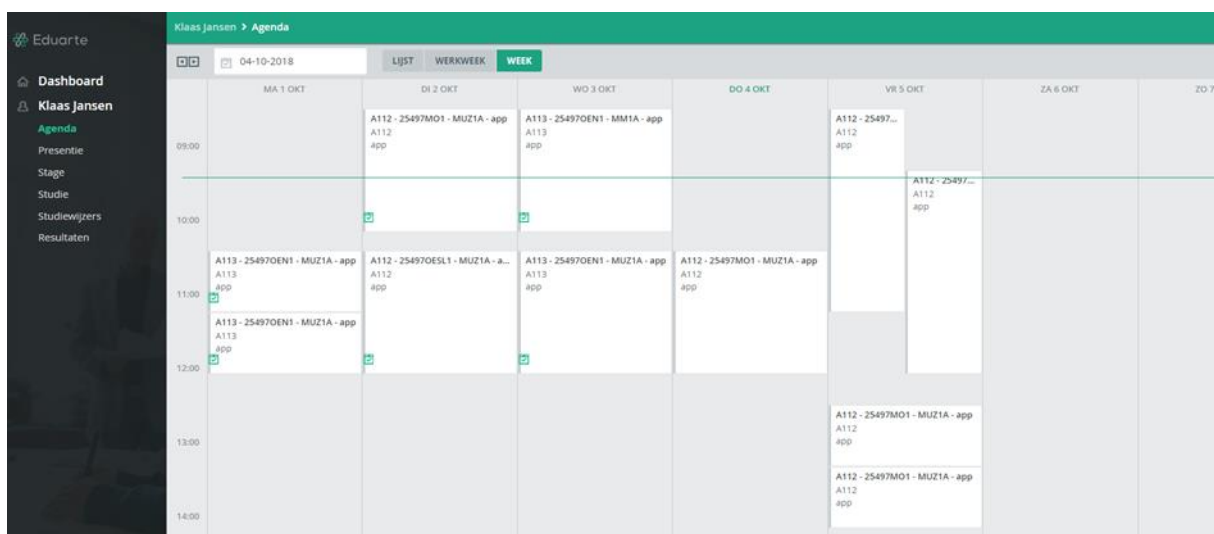 Eduarte
Klaas Jansen > Agenda
04-10-2018
LIJST WERKWEEK WEEK
Dashboard
Klaas Jansen
Agenda
Presentie
Stage
Studie
Studiewijzers
Resultaten
MA 1 OKT DI 2 OKT WO 3 OKT DO 4 OKT VR 5 OKT ZA 6 OKT ZO 7
09:00
10:00
11:00
12:00
13:00
14:00
A113 - 25497OEN1 - MUZ1A - app
A113
app
A113 - 25497OEN1 - MUZ1A - app
A113
app
A112 - 25497MO1 - MUZ1A - app
A112
app
A112 - 25497OESL1 - MUZ1A - a...
A112
app
A113 - 25497OEN1 - MM1A - app
A113
app
A113 - 25497OEN1 - MUZ1A - app
A113
app
A112 - 25497MO1 - MUZ1A - app
A112
app
A112 - 25497...
A112
app
A112 - 25497...
A112
app
A112 - 25497MO1 - MUZ1A - app
A112
app
A112 - 25497MO1 - MUZ1A - app
A112
app